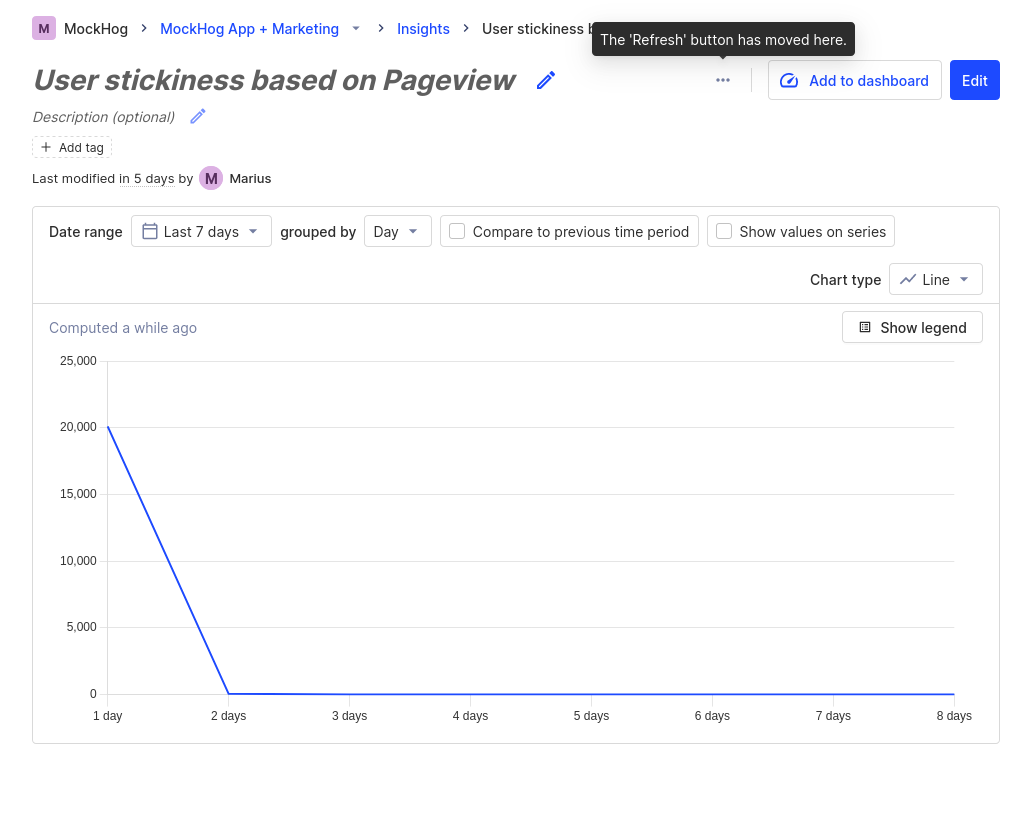 M MockHog MockHog App + Marketing Insights User stickiness
The 'Refresh' button has moved here.
User stickiness based on Pageview
Add to dashboard
Edit
Description (optional)
Add tag
Last modified in 5 days by M Marius
Date range Last 7 days grouped by Day Compare to previous time period Show values on series
Chart type Line
Computed a while ago
Show legend
25,000
20,000
15,000
10,000
5,000
0
1 day 2 days 3 days 4 days 5 days 6 days 7 days 8 days